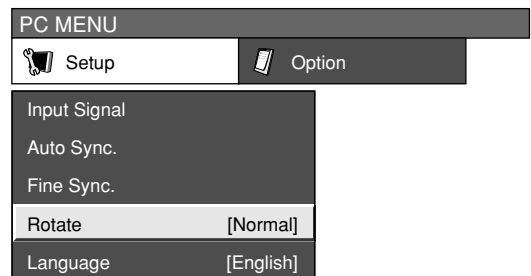 PC MENU
Setup Option
Input Signal
Auto Sync.
Fine Sync.
Rotate [Normal]
Language [English]